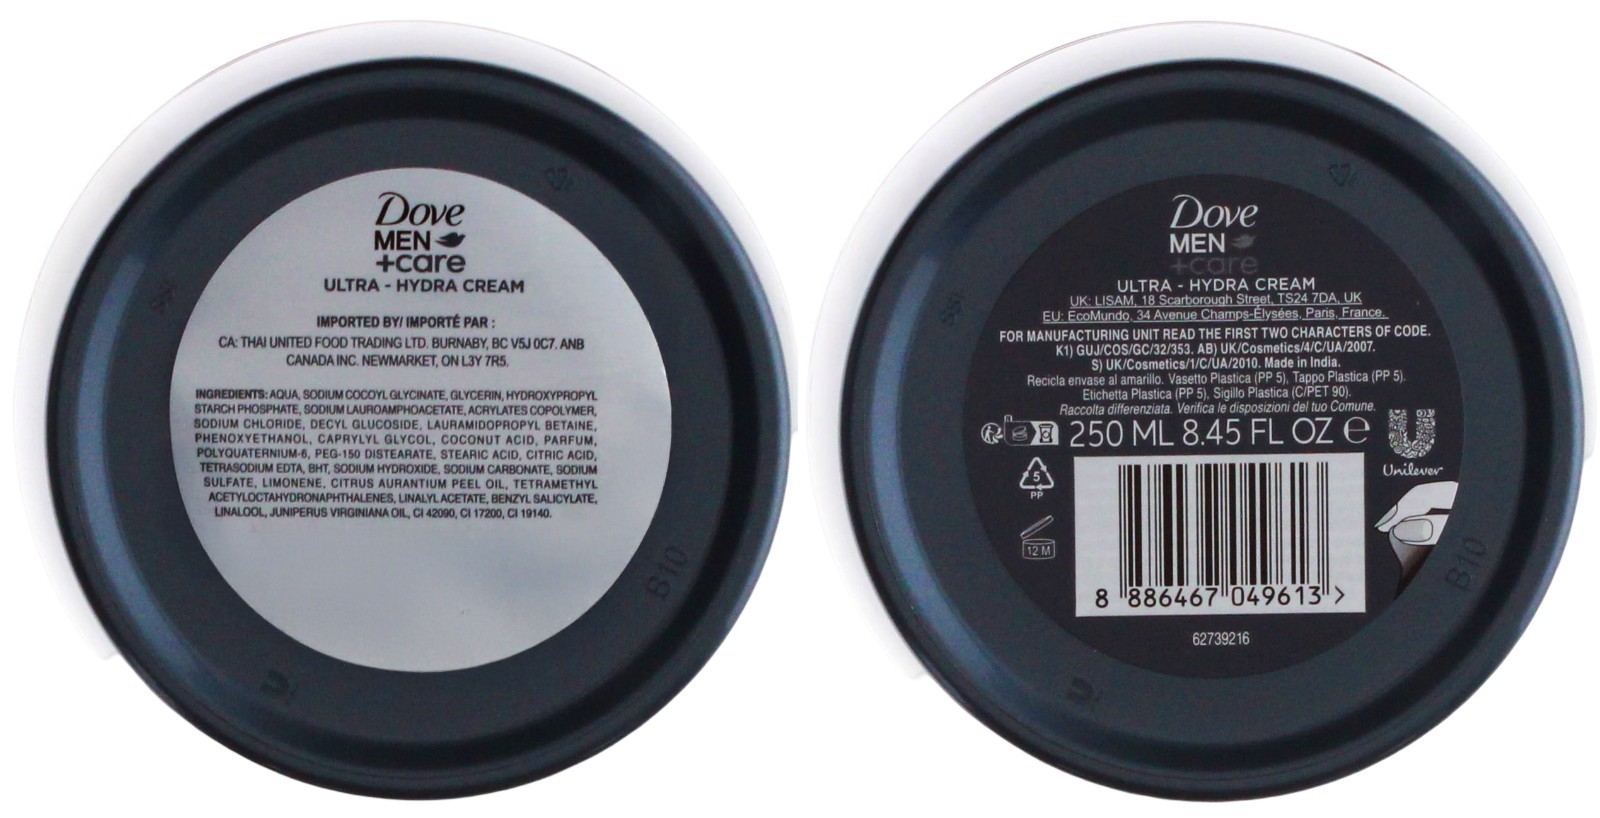 Dove
MEN
+care
ULTRA - HYDRA CREAM
IMPORTED BY/ IMPORTÉ PAR :
CA: THAI UNITED FOOD TRADING LTD. BURNABY, BC V5J 0C7. ANB
CANADA INC. NEWMARKET, ON L3Y 7R5.
INGREDIENTS: AQUA, SODIUM COCOYL GLYCINATE, GLYCERIN, HYDROXYPROPYL
STARCH PHOSPHATE, SODIUM LAUROAMPHOACETATE, ACRYLATES COPOLYMER,
SODIUM CHLORIDE, DECYL GLUCOSIDE, LAURAMIDOPROPYL BETAINE,
PHENOXYETHANOL, CAPRYLYL GLYCOL, COCONUT ACID, PARFUM,
POLYQUATERNIUM-6, PEG-150 DISTEARATE, STEARIC ACID, CITRIC ACID,
TETRASODIUM EDTA, BHT, SODIUM HYDROXIDE, SODIUM CARBONATE, SODIUM
SULFATE, LIMONENE, CITRUS AURANTIUM PEEL OIL, TETRAMETHYL
ACETYLOCTAHYDRONAPHTHALENES, LINALYL ACETATE, BENZYL SALICYLATE,
LINALOOL, JUNIPERUS VIRGINIANA OIL, CI 42090, CI 17200, CI 19140.
B10
Dove
MEN
+care
ULTRA - HYDRA CREAM
UK: LISAM, 18 Scarborough Street, TS24 7DA, UK
EU: EcoMundo, 34 Avenue Champs-Élysées, Paris, France.
FOR MANUFACTURING UNIT READ THE FIRST TWO CHARACTERS OF CODE.
K1) GUJ/COS/GC/32/353. AB) UK/Cosmetics/4/C/UA/2007.
S) UK/Cosmetics/1/C/UA/2010. Made in India.
Recicla envase al amarillo. Vasetto Plastica (PP 5), Tappo Plastica (PP 5).
Etichetta Plastica (PP 5), Sigillo Plastica (C/PET 90).
Raccolta differenziata. Verifica le disposizioni del tuo Comune.
250 ML 8.45 FL OZ e
Unilever
5
PP
12 M
8 886467 049613 >
62739216
B10